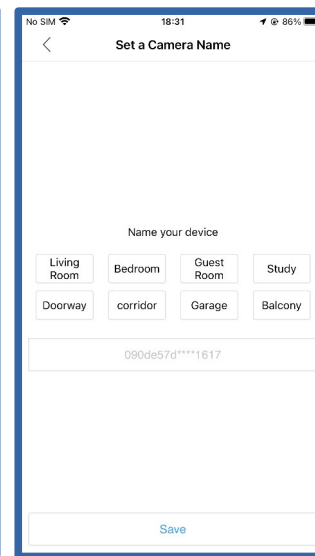 No SIM 18:31 86%
Set a Camera Name
Name your device
Living Room Bedroom Guest Room Study
Doorway corridor Garage Balcony
090de57d****1617
Save